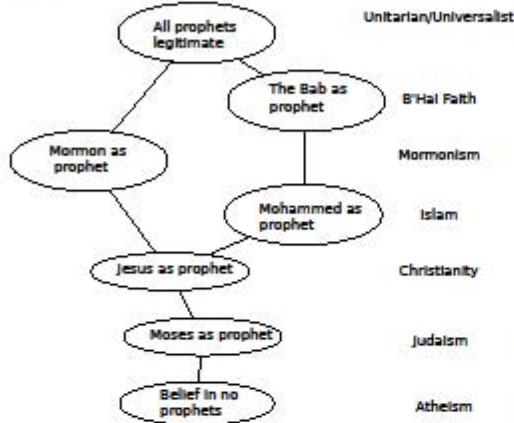 All prophets
legitimate
Unitarian/Universalist
The Bab as
prophet
B'Hai Faith
Mormon as
prophet
Mormonism
Mohammed as
prophet
Islam
Jesus as prophet
Christianity
Moses as prophet
Judaism
Belief in no
prophets
Atheism